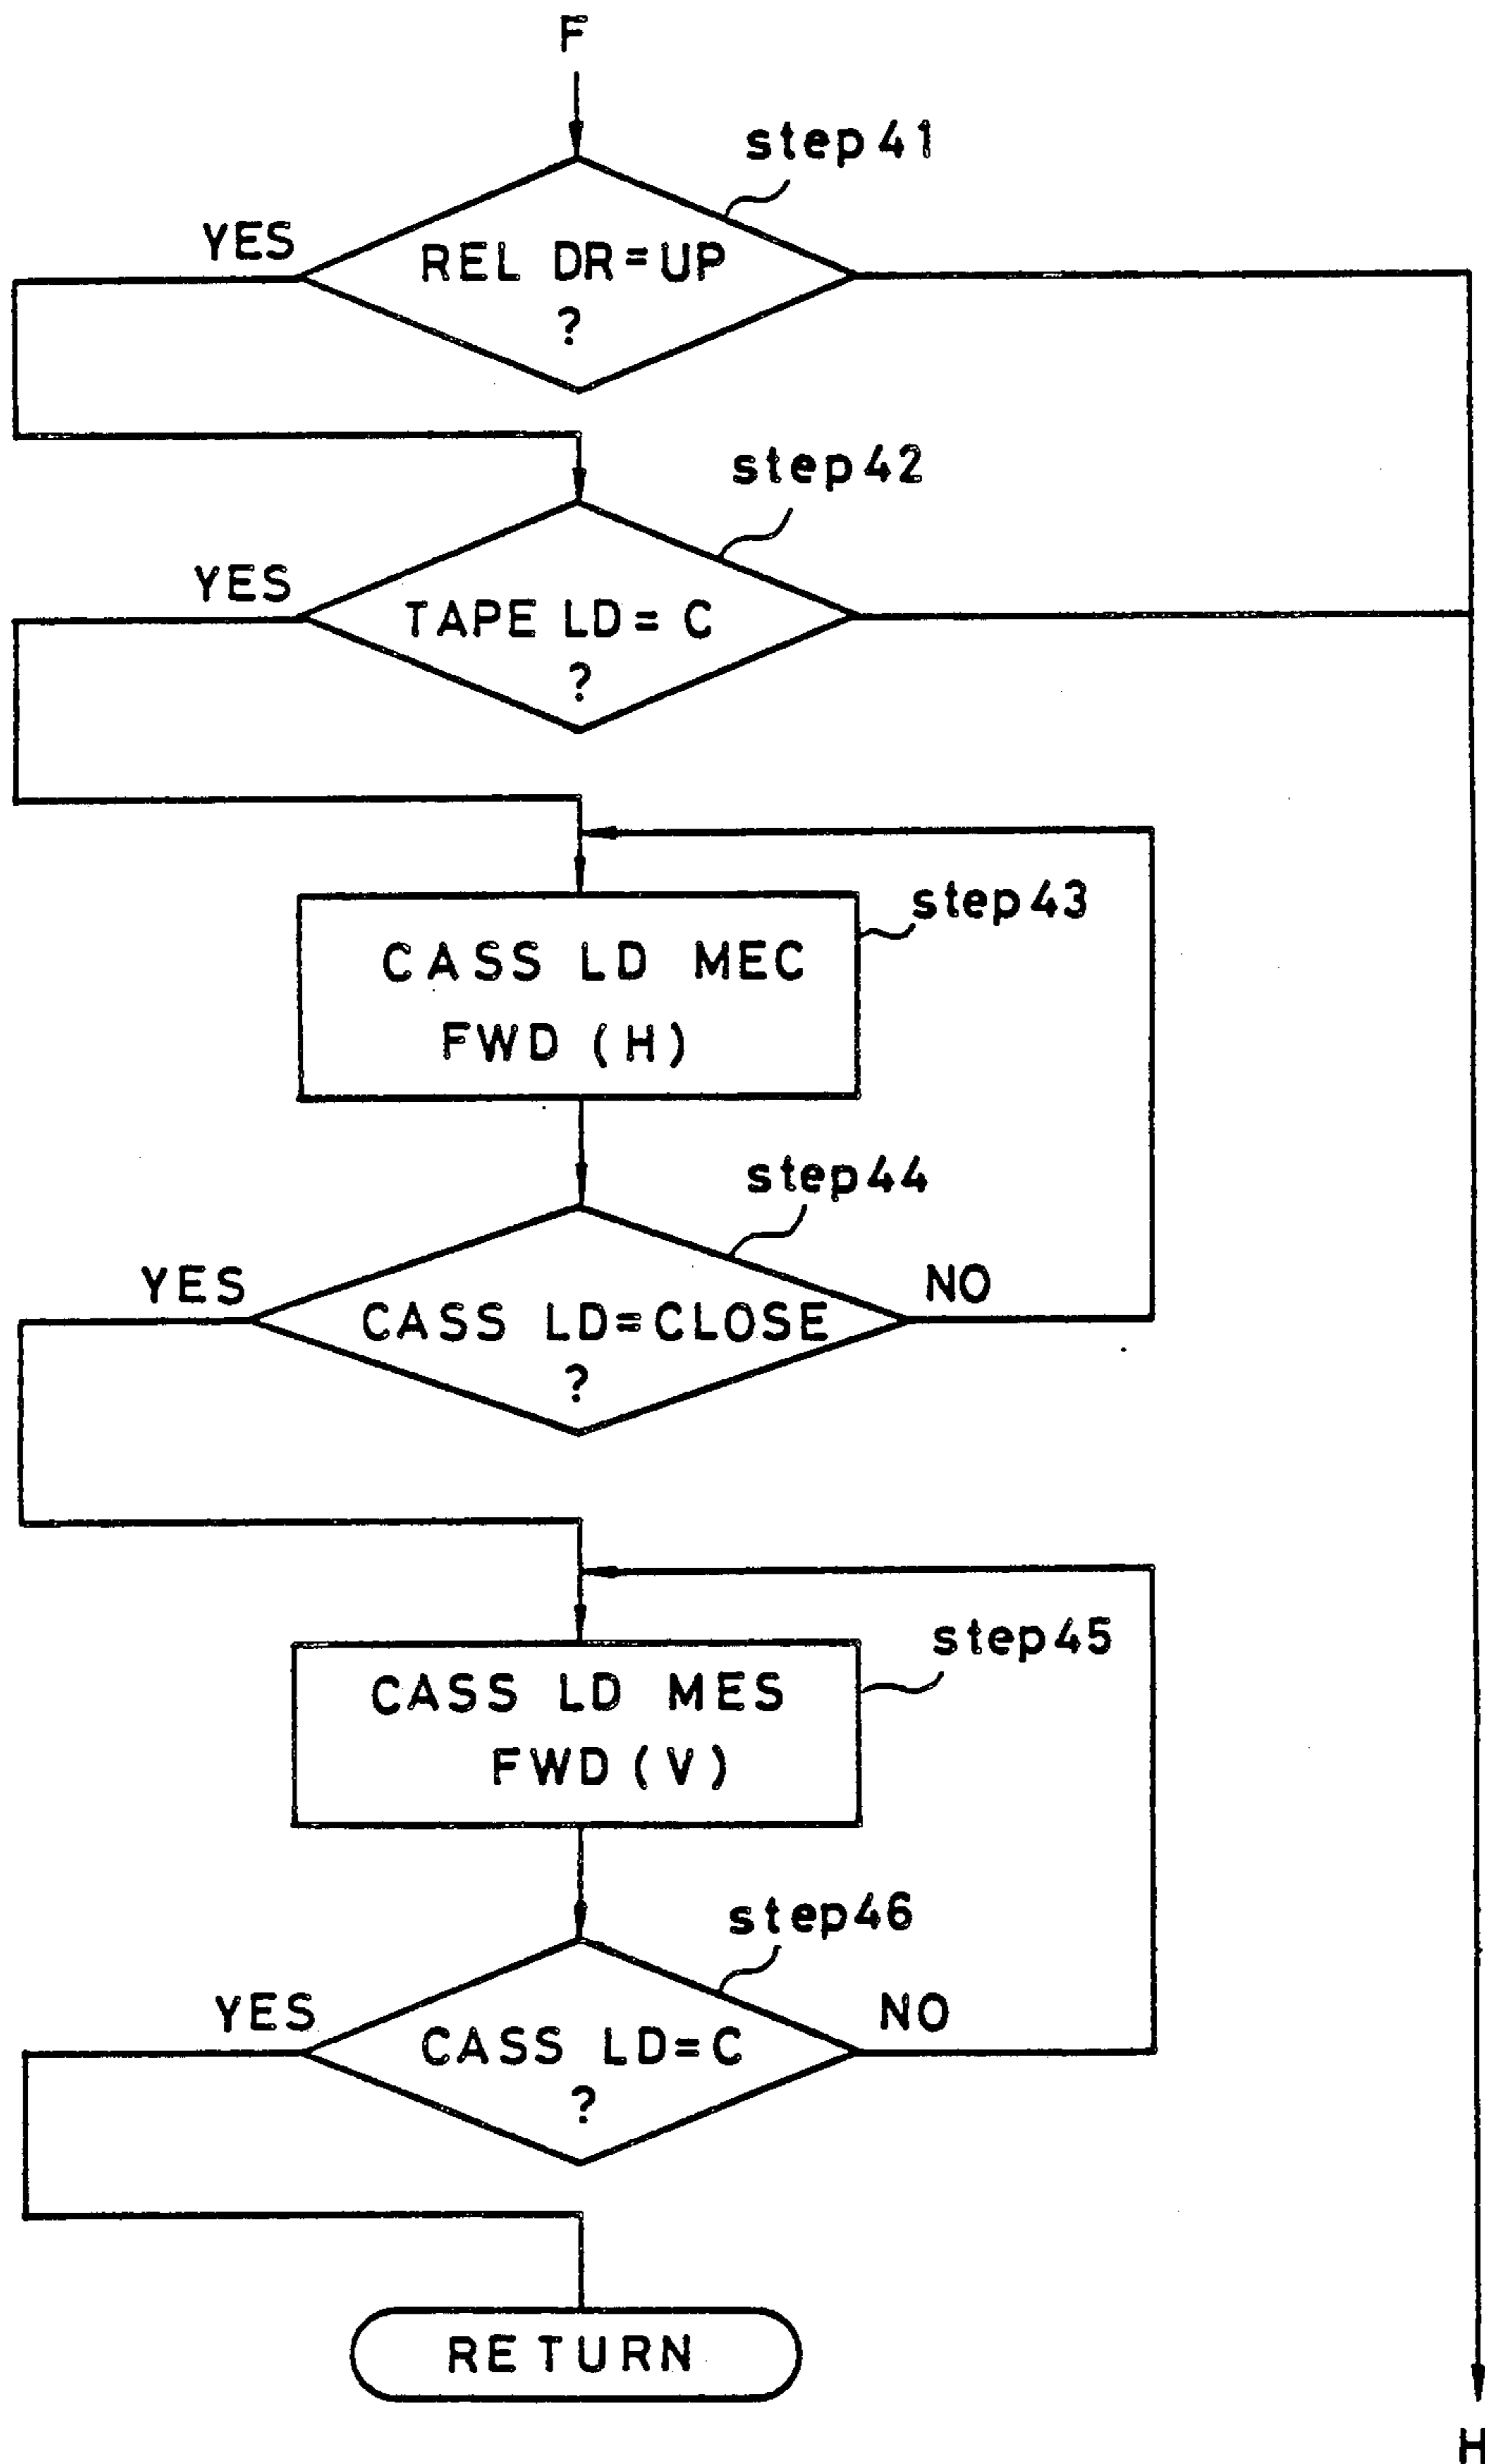 F
step41
YES
REL DR=UP
?
step42
YES
TAPE LD= C
?
step43
CASS LD MEC
FWD (H)
step44
YES
NO
CASS LD=CLOSE
?
step45
CASS LD MES
FWD (V)
step46
YES
NO
CASS LD=C
?
RETURN
H